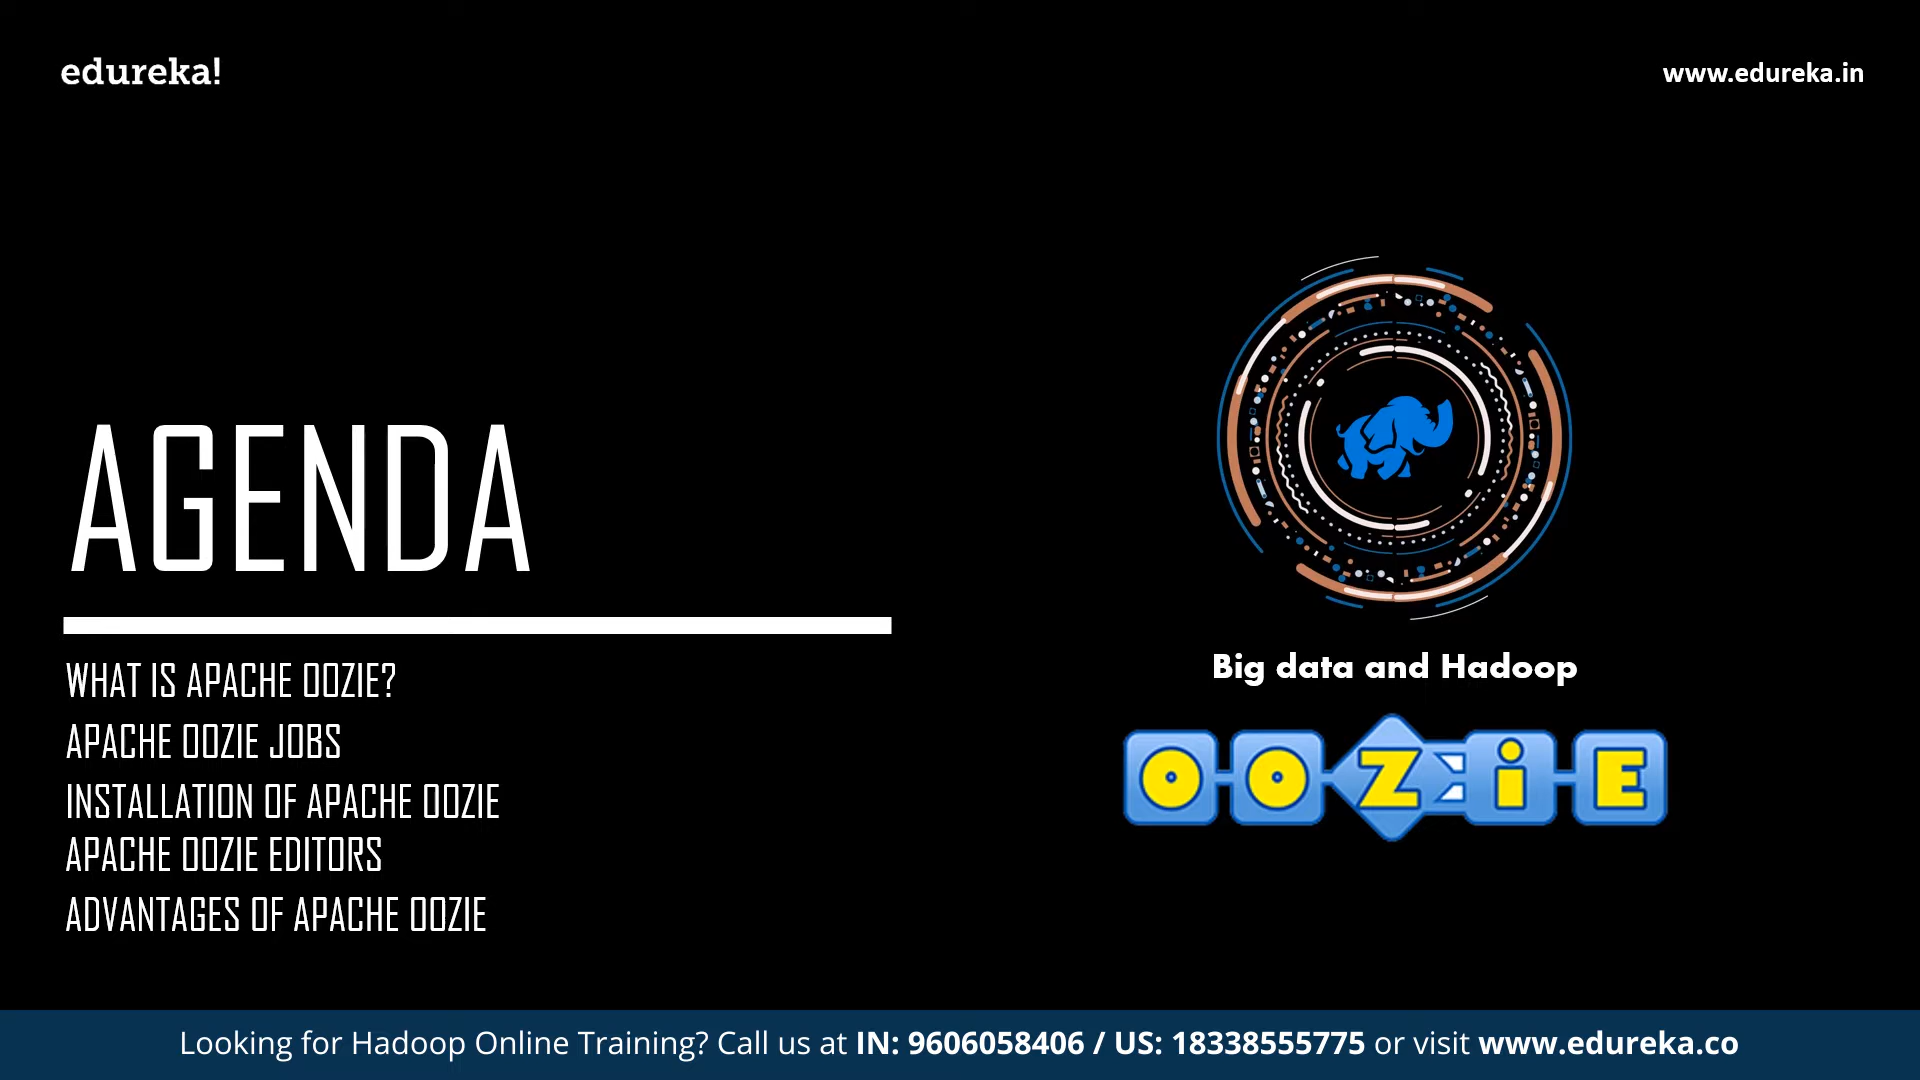 edureka!
www.edureka.in
AGENDA
WHAT IS APACHE OOZIE?
APACHE OOZIE JOBS
INSTALLATION OF APACHE OOZIE
APACHE OOZIE EDITORS
ADVANTAGES OF APACHE OOZIE
Big data and Hadoop
OOZiE
Looking for Hadoop Online Training? Call us at IN: 9606058406 / US: 18338555775 or visit www.edureka.co